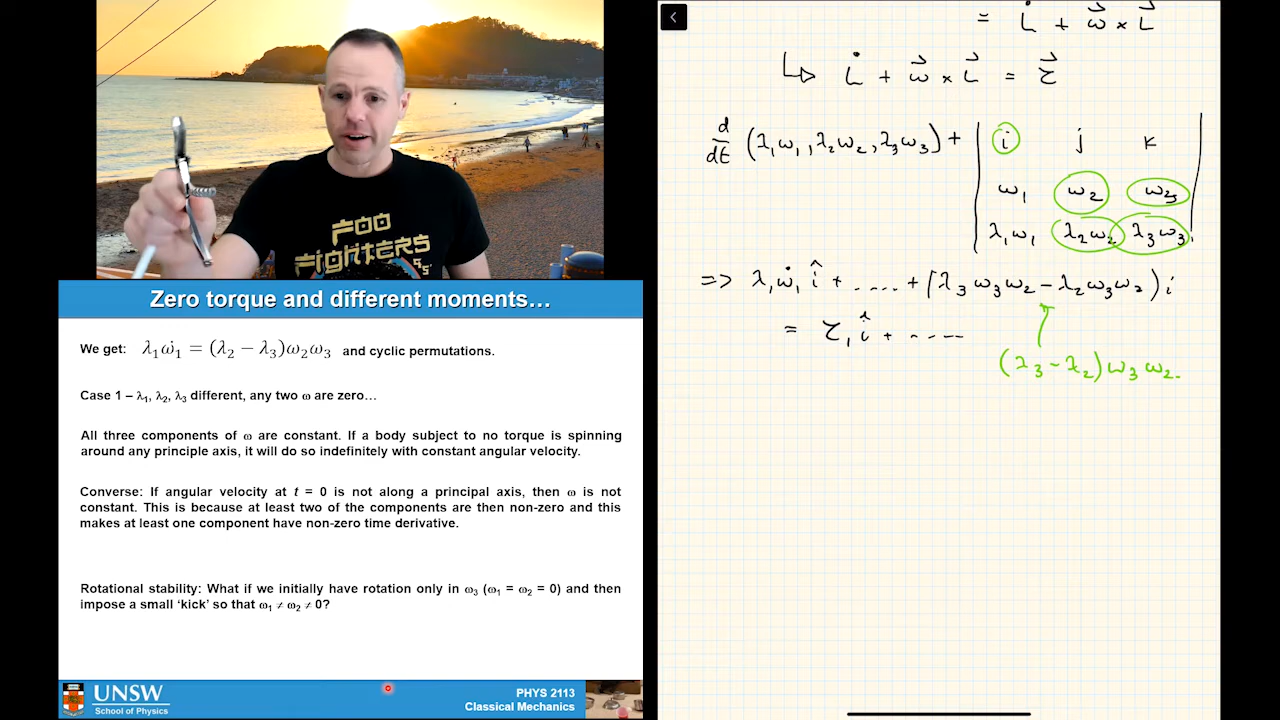 FOO
FIGHTERS
95
Zero torque and different moments…
We get: λ₁ω̇₁ = (λ₂ − λ₃)ω₂ω₃ and cyclic permutations.
Case 1 – λ₁, λ₂, λ₃ different, any two ω are zero…
All three components of ω are constant. If a body subject to no torque is spinning
around any principle axis, it will do so indefinitely with constant angular velocity.
Converse: If angular velocity at t = 0 is not along a principal axis, then ω is not
constant. This is because at least two of the components are then non-zero and this
makes at least one component have non-zero time derivative.
Rotational stability: What if we initially have rotation only in ω₃ (ω₁ = ω₂ = 0) and then
impose a small ‘kick’ so that ω₁ ≠ ω₂ ≠ 0?
UNSW
School of Physics
PHYS 2113
Classical Mechanics
= L̇ + ω⃗ × L⃗
↳ L̇ + ω⃗ × L⃗ = τ⃗
d/dt (λ₁ω₁, λ₂ω₂, λ₃ω₃) + | i j k
ω₁ ω₂ ω₃
λ₁ω₁ λ₂ω₂ λ₃ω₃ |
=> λ₁ω̇₁ î + .... + (λ₃ω₃ω₂ − λ₂ω₃ω₂) i
= τ₁ î + ----
(λ₃ − λ₂) ω₃ω₂